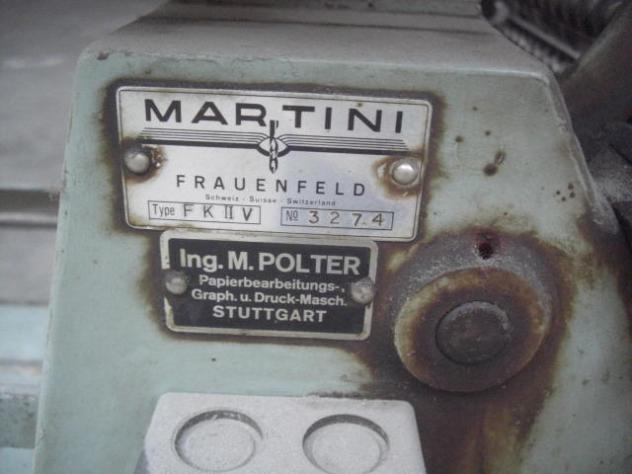 MARTINI
FRAUENFELD
Schweiz - Suisse - Switzerland
Type FKIIV № 3274
Ing. M. POLTER
Papierbearbeitungs-,
Graph. u. Druck-Masch.
STUTTGART